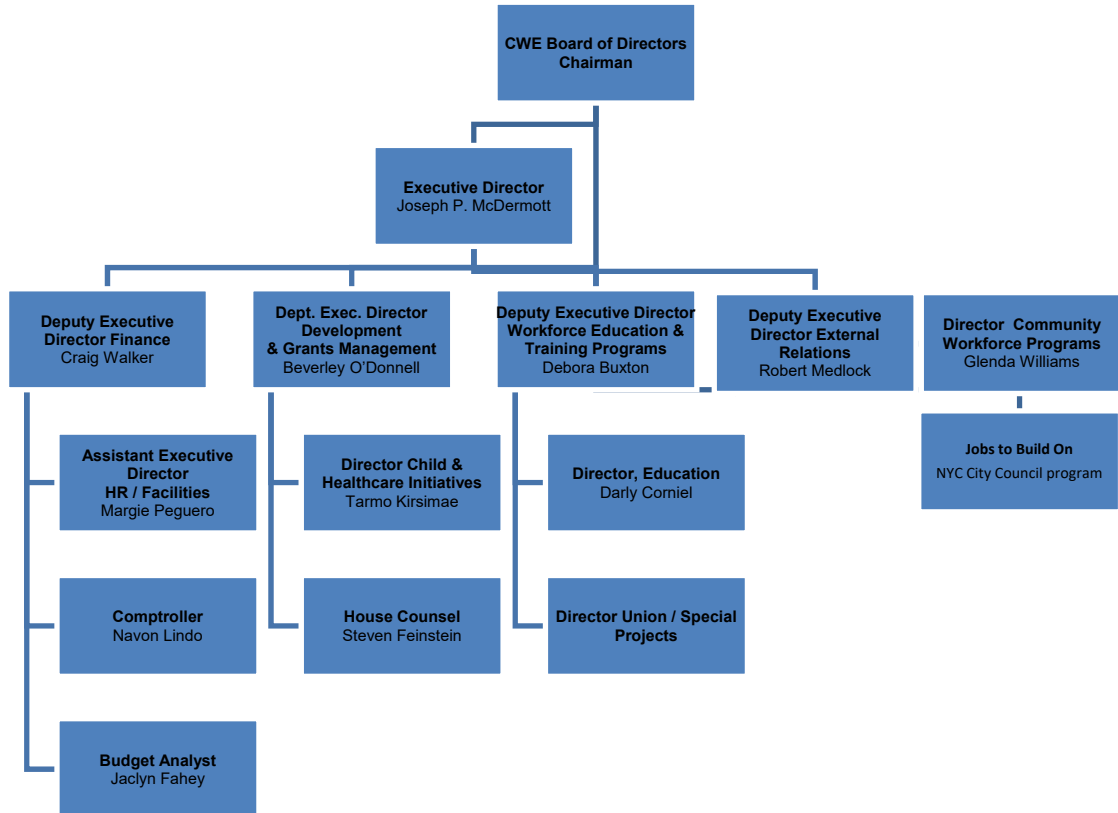 CWE Board of Directors
Chairman
Executive Director
Joseph P. McDermott
Deputy Executive
Director Finance
Craig Walker
Dept. Exec. Director
Development
& Grants Management
Beverley O'Donnell
Deputy Executive Director
Workforce Education &
Training Programs
Debora Buxton
Deputy Executive
Director External
Relations
Robert Medlock
Director Community
Workforce Programs
Glenda Williams
Assistant Executive
Director
HR / Facilities
Margie Peguero
Director Child &
Healthcare Initiatives
Tarmo Kirsimae
Director, Education
Darly Corniel
Jobs to Build On
NYC City Council program
Comptroller
Navon Lindo
House Counsel
Steven Feinstein
Director Union / Special
Projects
Budget Analyst
Jaclyn Fahey